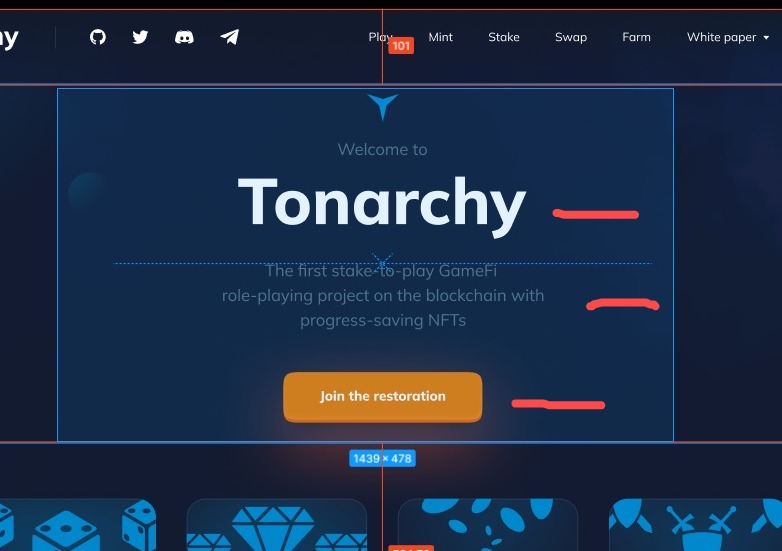 Play
Mint
Stake
Swap
Farm
White paper
101
Welcome to
Tonarchy
The first stake-to-play GameFi
role-playing project on the blockchain with
progress-saving NFTs
Join the restoration
1439 × 478